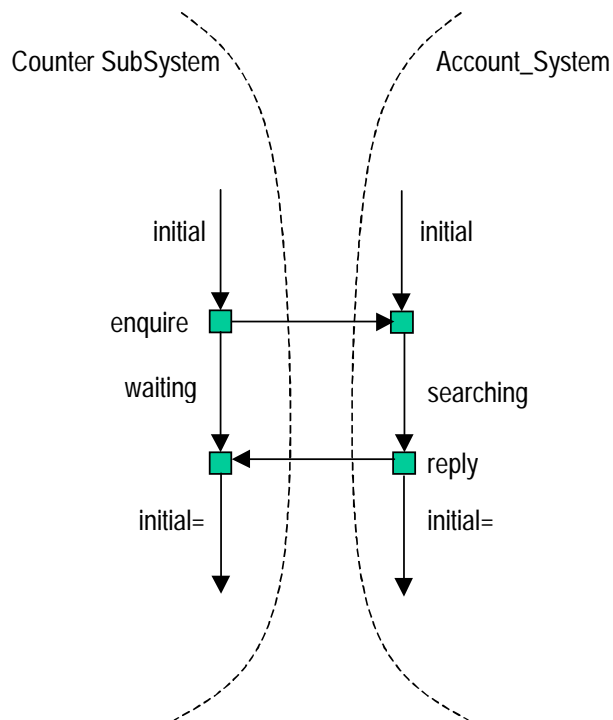 Counter SubSystem
Account_System
initial
initial
enquire
waiting
searching
reply
initial=
initial=